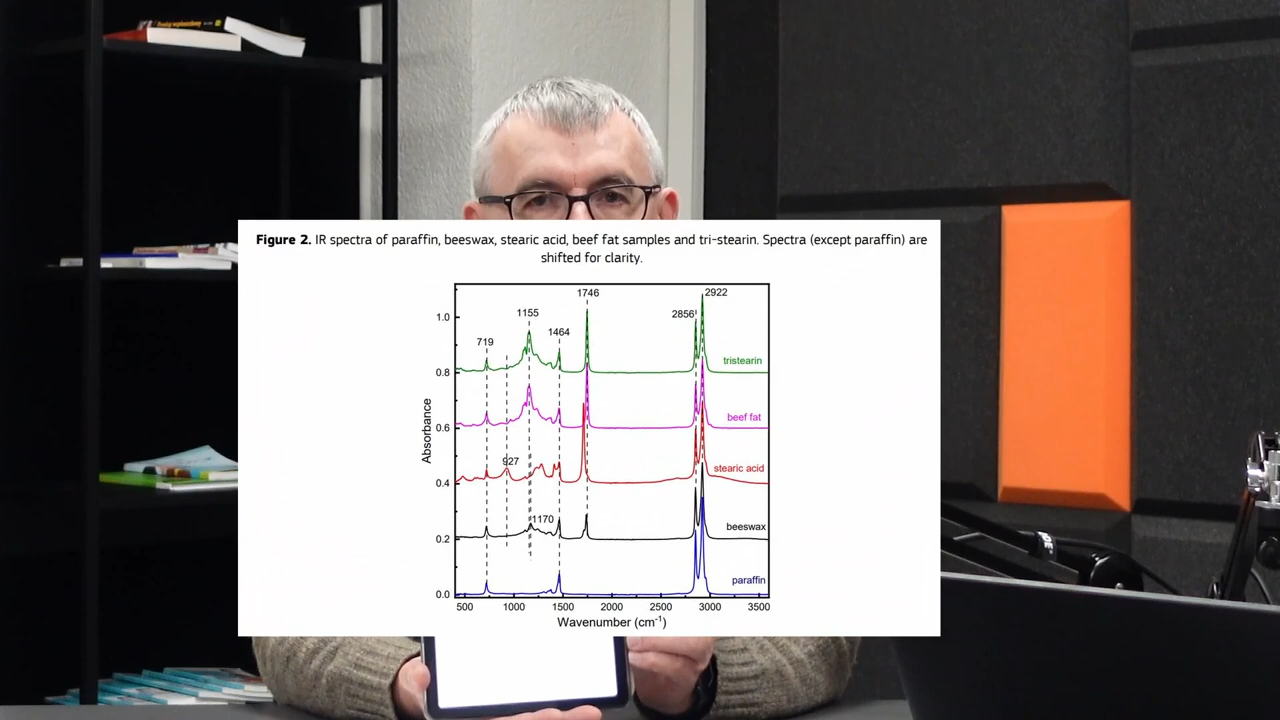 Figure 2. IR spectra of paraffin, beeswax, stearic acid, beef fat samples and tri-stearin. Spectra (except paraffin) are
shifted for clarity.
1746
2922
1155
2856
1.0
1464
719
tristearin
0.8
beef fat
0.6
Absorbance
927
stearic acid
0.4
1170
beeswax
0.2
paraffin
0.0
500 1000 1500 2000 2500 3000 3500
Wavenumber (cm⁻¹)